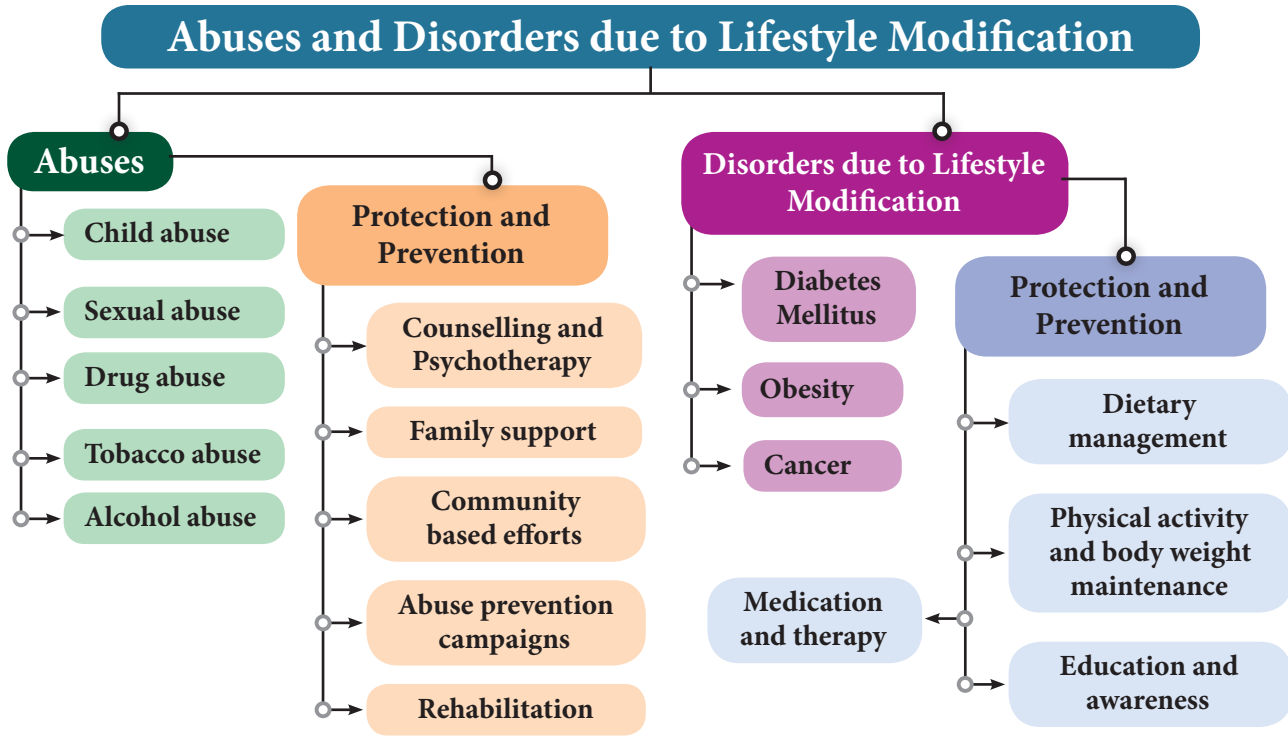 Abuses and Disorders due to Lifestyle Modification
Abuses
Child abuse
Sexual abuse
Drug abuse
Tobacco abuse
Alcohol abuse
Protection and
Prevention
Counselling and
Psychotherapy
Family support
Community
based efforts
Abuse prevention
campaigns
Rehabilitation
Disorders due to Lifestyle
Modification
Diabetes
Mellitus
Obesity
Cancer
Protection and
Prevention
Dietary
management
Physical activity
and body weight
maintenance
Medication
and therapy
Education and
awareness